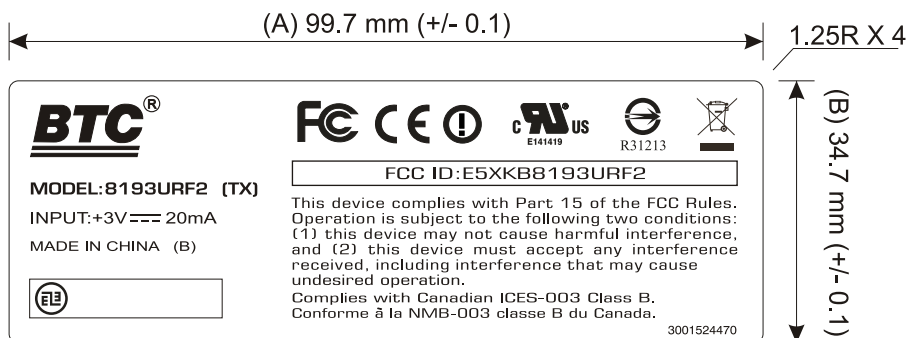 (A) 99.7 mm (+/- 0.1)
1.25R X 4
(B) 34.7 mm (+/- 0.1)
BTC®
FC CE
c RU US
E141419
R31213
FCC ID:E5XKB8193URF2
MODEL:8193URF2 (TX)
INPUT:+3V 20mA
MADE IN CHINA (B)
This device complies with Part 15 of the FCC Rules.
Operation is subject to the following two conditions:
(1) this device may not cause harmful interference,
and (2) this device must accept any interference
received, including interference that may cause
undesired operation.
Complies with Canadian ICES-003 Class B.
Conforme à la NMB-003 classe B du Canada.
3001524470